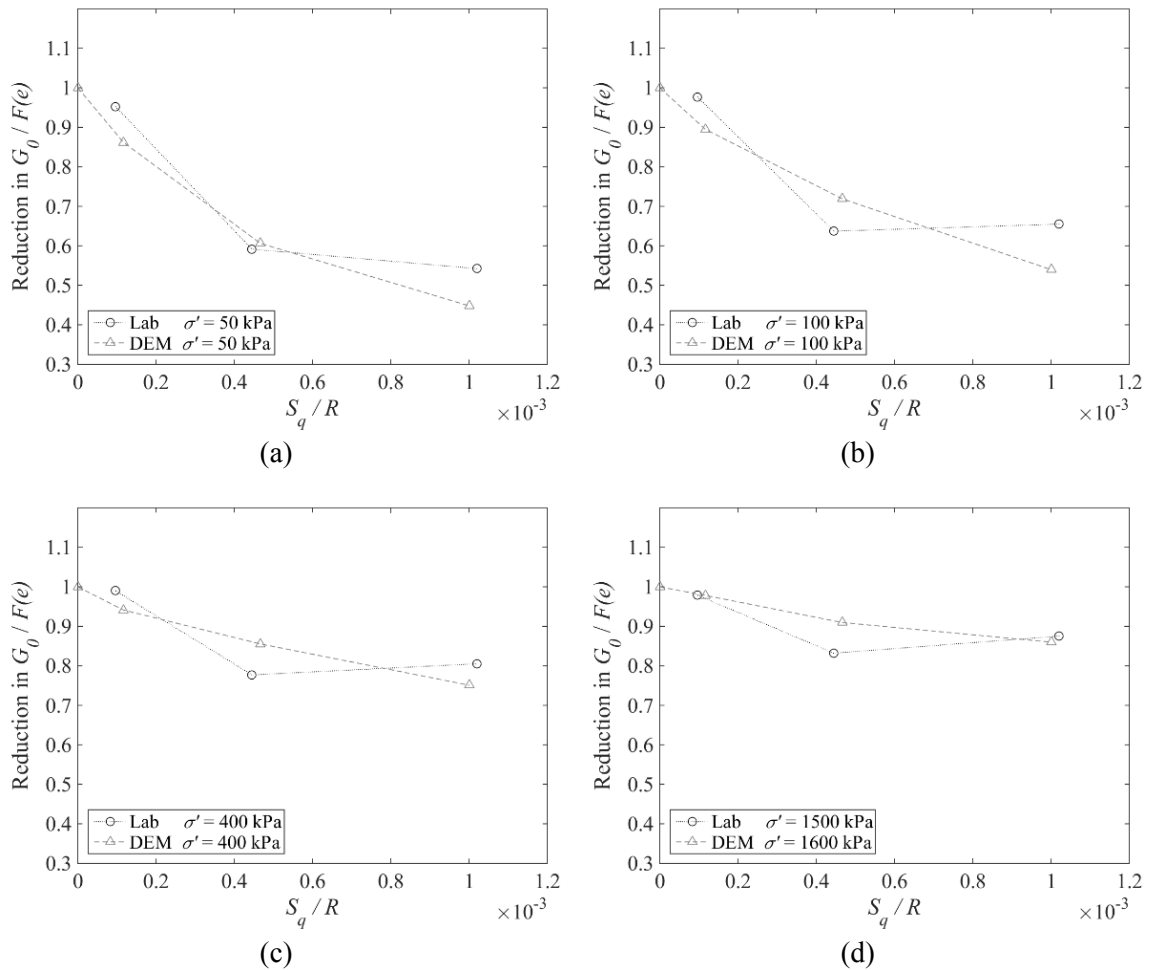 1.1
1
0.9
0.8
0.7
0.6
0.5
0.4
0.3
Reduction in G_0 / F(e)
Lab σ' = 50 kPa
DEM σ' = 50 kPa
0 0.2 0.4 0.6 0.8 1 1.2
S_q / R ×10^-3
(a)
1.1
1
0.9
0.8
0.7
0.6
0.5
0.4
0.3
Reduction in G_0 / F(e)
Lab σ' = 100 kPa
DEM σ' = 100 kPa
0 0.2 0.4 0.6 0.8 1 1.2
S_q / R ×10^-3
(b)
1.1
1
0.9
0.8
0.7
0.6
0.5
0.4
0.3
Reduction in G_0 / F(e)
Lab σ' = 400 kPa
DEM σ' = 400 kPa
0 0.2 0.4 0.6 0.8 1 1.2
S_q / R ×10^-3
(c)
1.1
1
0.9
0.8
0.7
0.6
0.5
0.4
0.3
Reduction in G_0 / F(e)
Lab σ' = 1500 kPa
DEM σ' = 1600 kPa
0 0.2 0.4 0.6 0.8 1 1.2
S_q / R ×10^-3
(d)